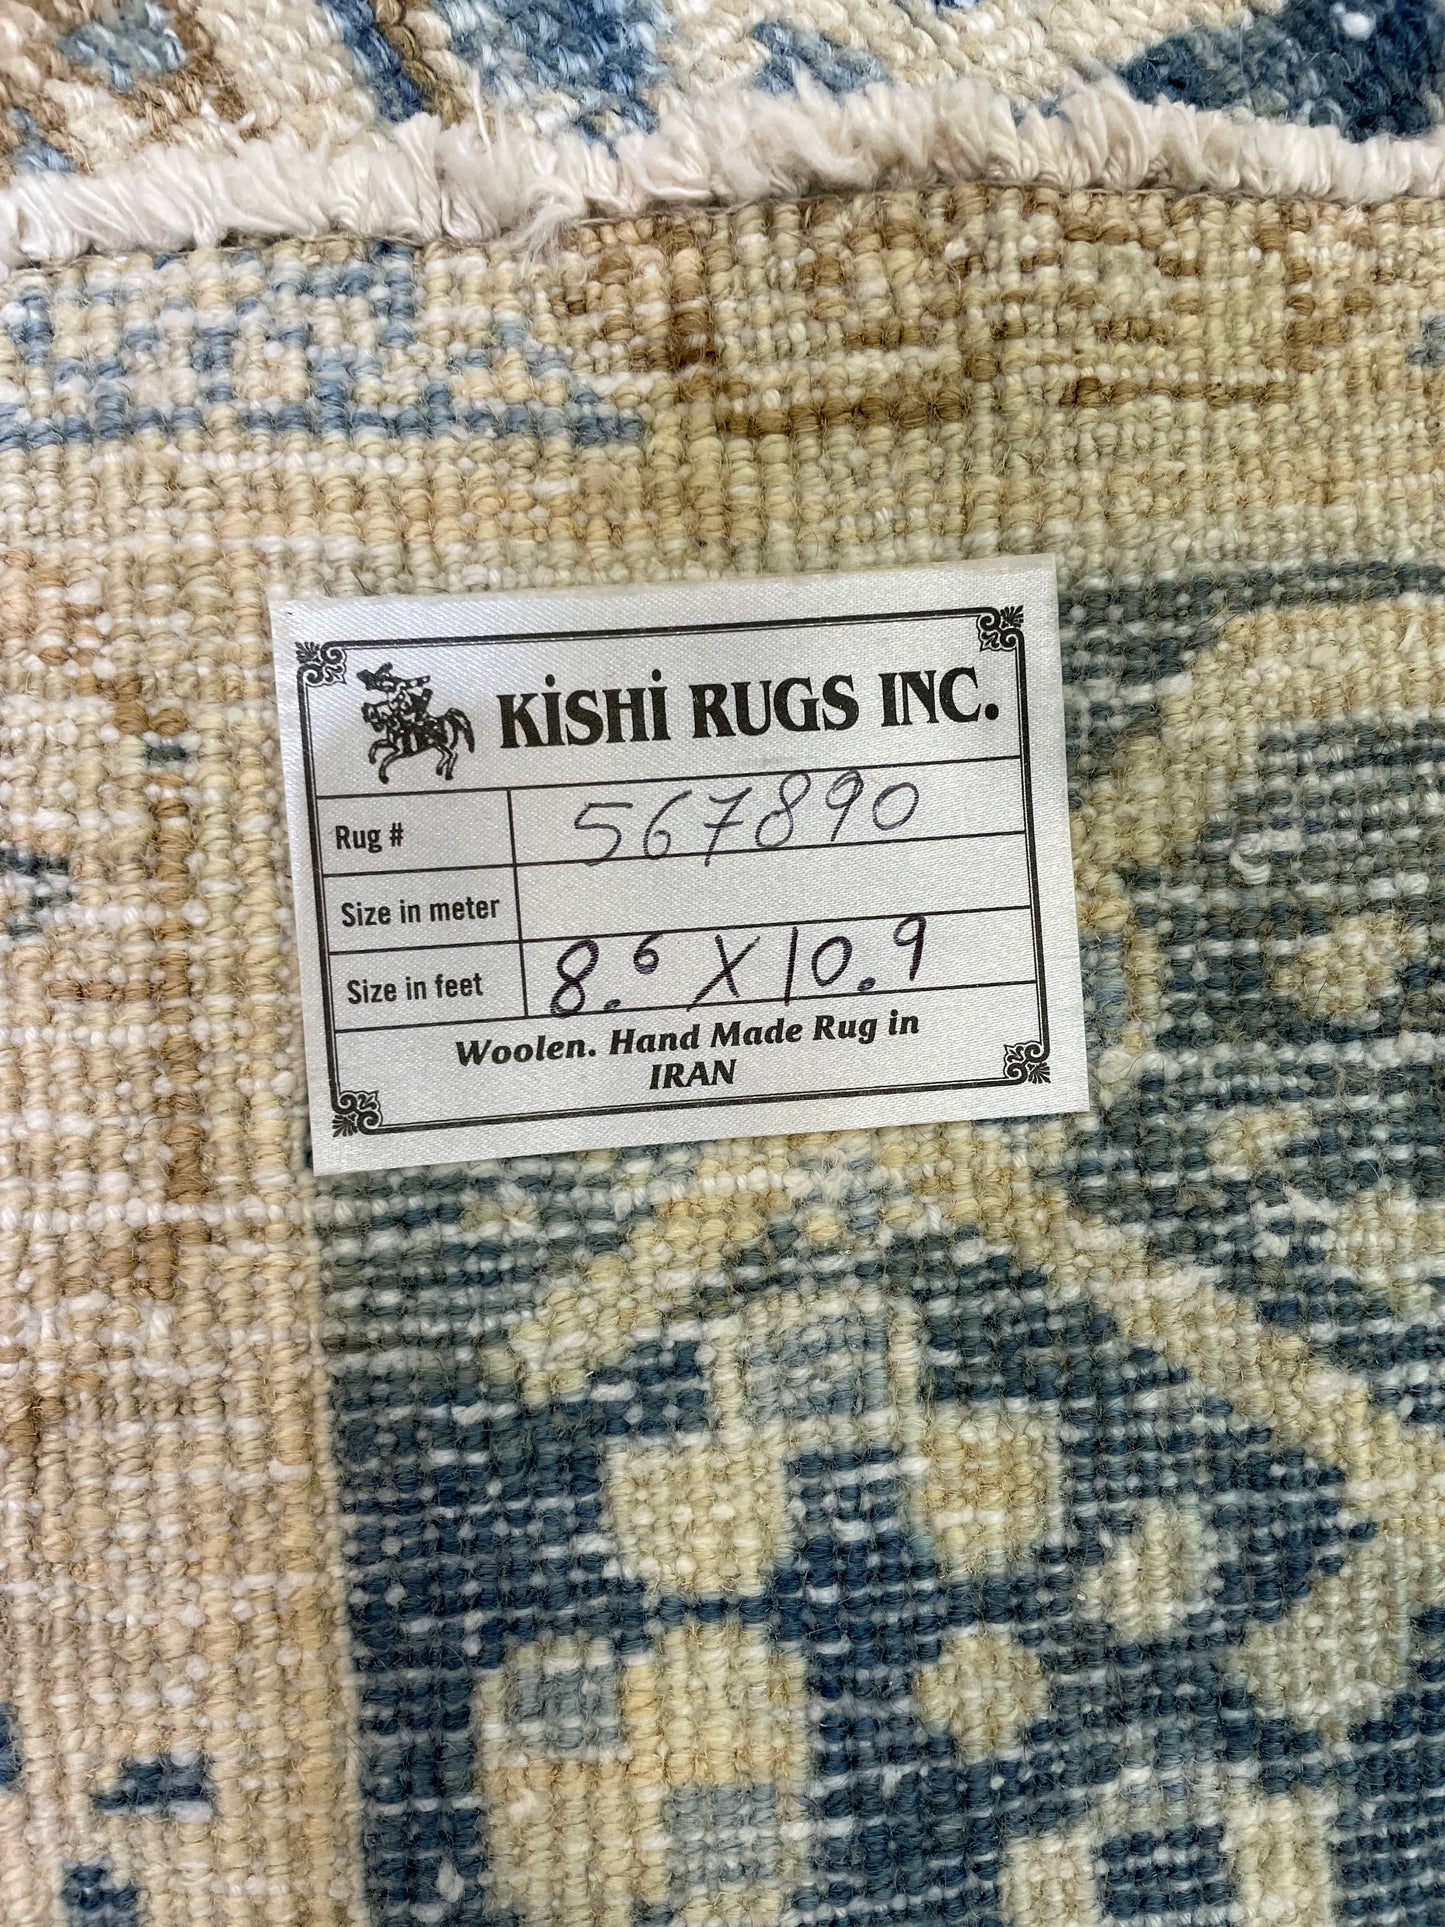 KiSHi RUGS INC.
Rug # 567890
Size in meter
Size in feet 8.6 X 10.9
Woolen. Hand Made Rug in
IRAN